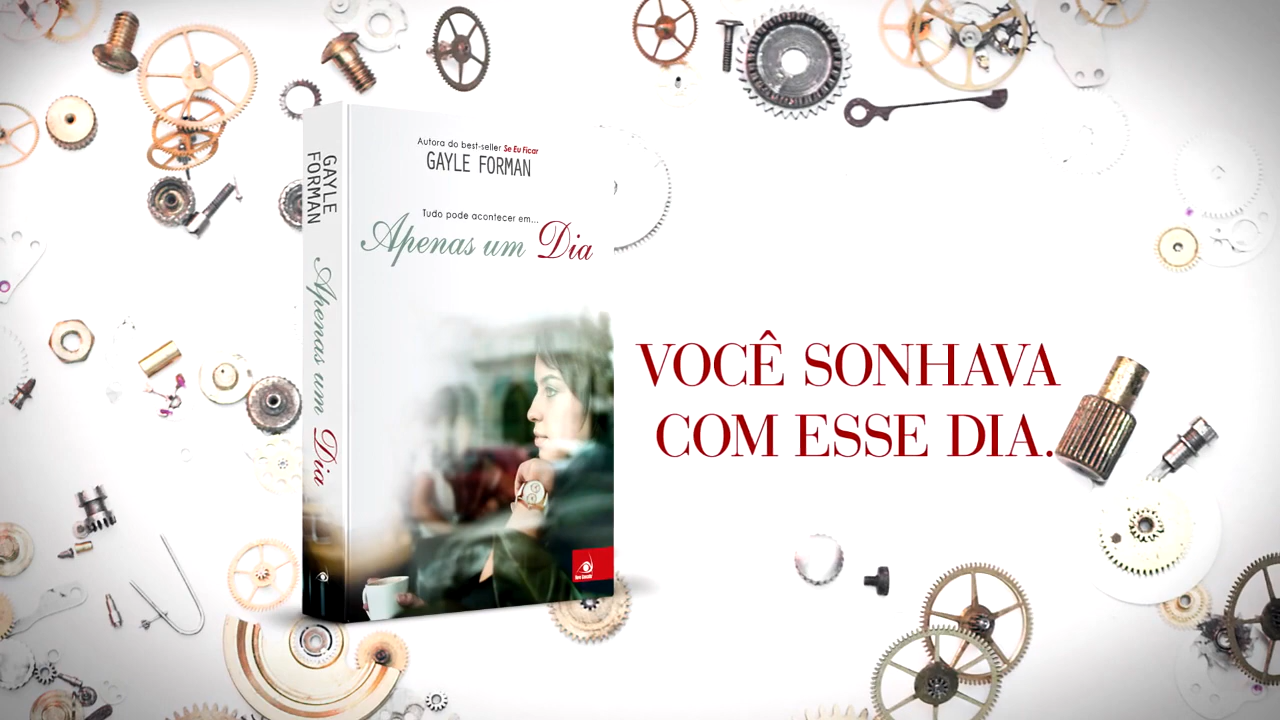 GAYLE
FORMAN
Apenas um Dia
Autora do best-seller Se Eu Ficar
GAYLE FORMAN
Tudo pode acontecer em...
Apenas um Dia
VOCÊ SONHAVA
COM ESSE DIA.